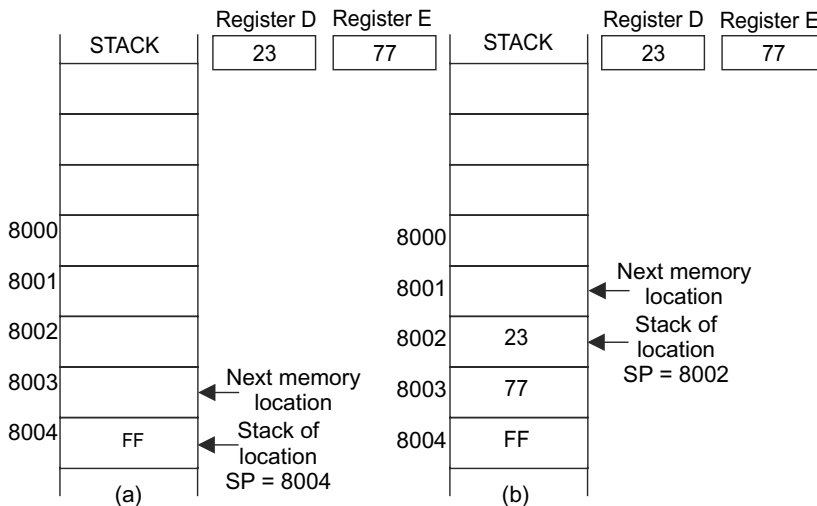 Register D Register E
STACK 23 77
8000
8001
8002
8003 Next memory
location
8004 FF Stack of
location
SP = 8004
(a)
Register D Register E
STACK 23 77
8000
8001 Next memory
location
8002 23 Stack of
location
SP = 8002
8003 77
8004 FF
(b)